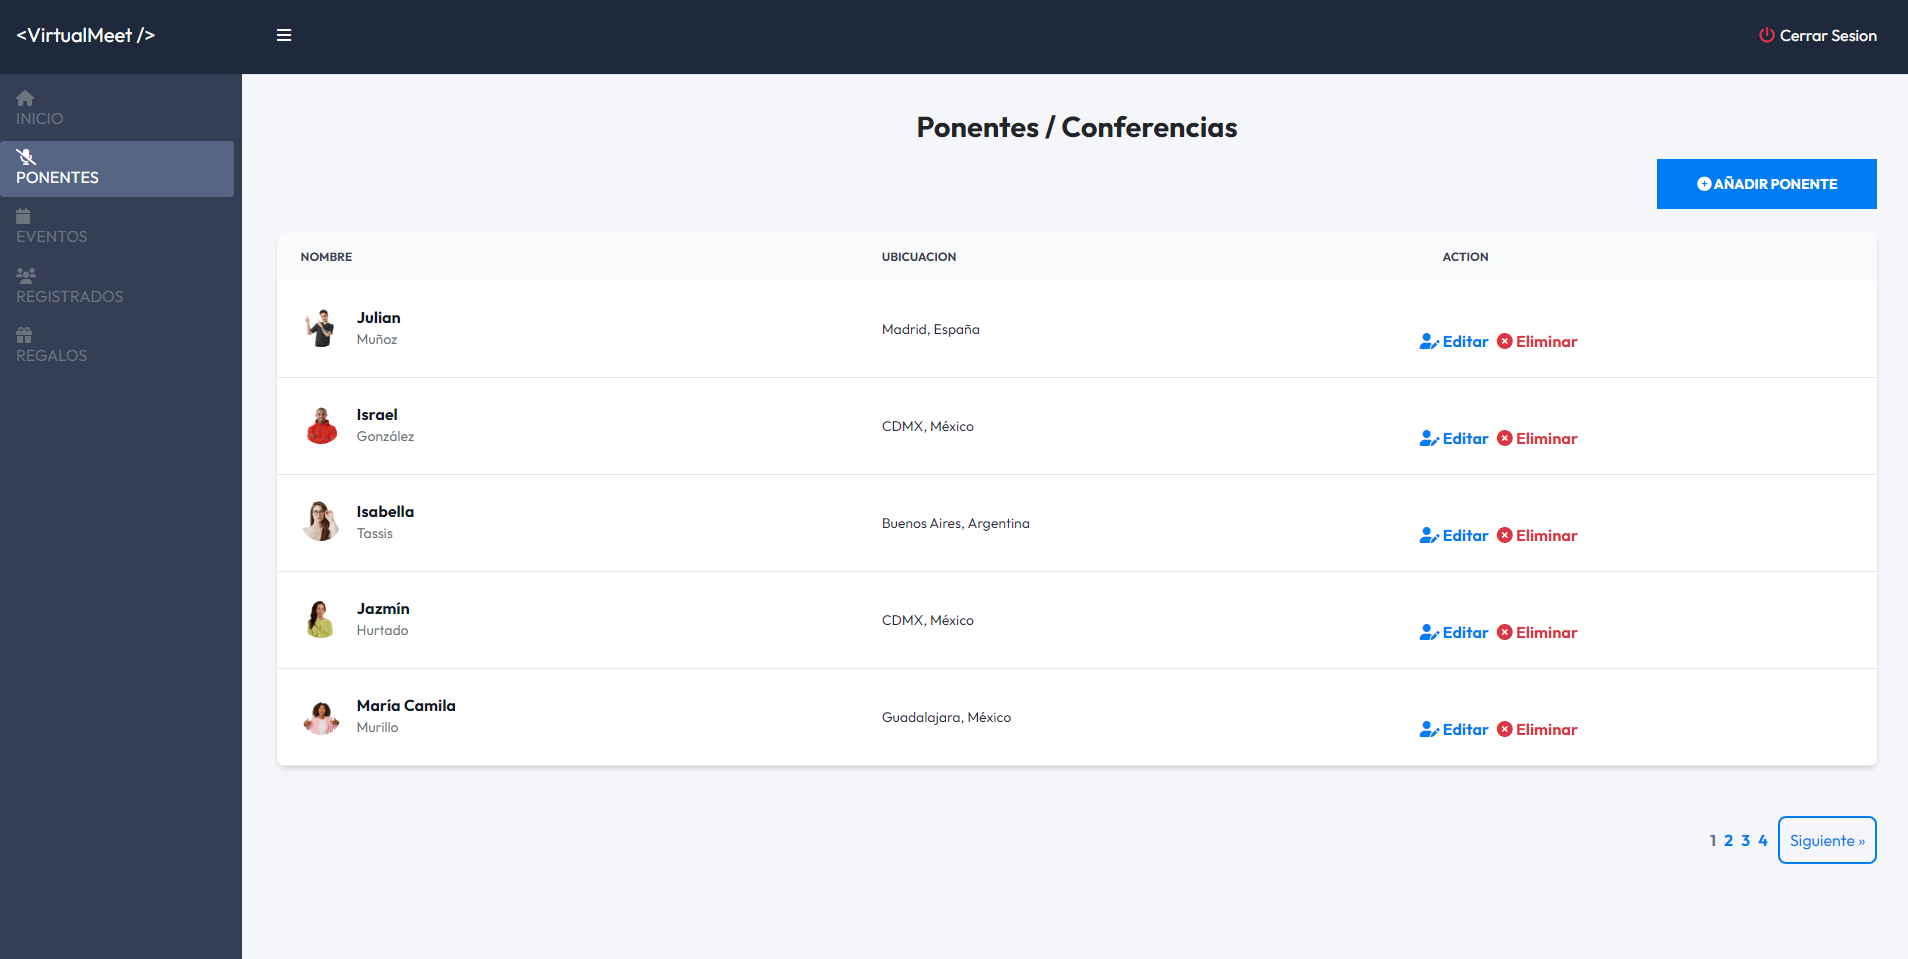 <VirtualMeet />
Cerrar Sesion
INICIO
PONENTES
EVENTOS
REGISTRADOS
REGALOS
Ponentes / Conferencias
AÑADIR PONENTE
NOMBRE UBICUACION ACTION
Julian
Muñoz
Madrid, España
Editar Eliminar
Israel
González
CDMX, México
Editar Eliminar
Isabella
Tassis
Buenos Aires, Argentina
Editar Eliminar
Jazmín
Hurtado
CDMX, México
Editar Eliminar
María Camila
Murillo
Guadalajara, México
Editar Eliminar
1 2 3 4 Siguiente »